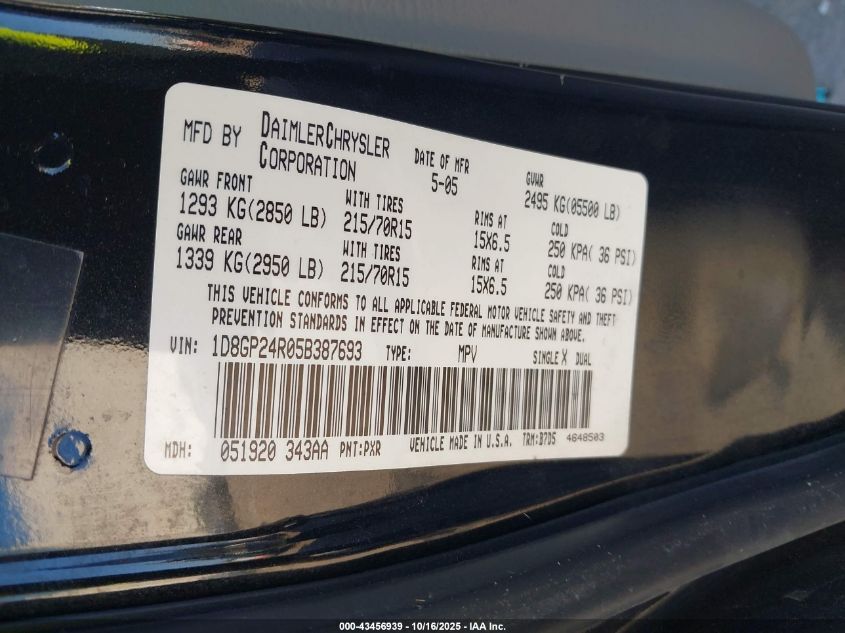 MFD BY DAIMLERCHRYSLER CORPORATION DATE OF MFR 5-05 GVWR 2495 KG(05500 LB)
GAWR FRONT WITH TIRES RIMS AT COLD
1293 KG(2850 LB) 215/70R15 15X6.5 250 KPA( 36 PSI)
GAWR REAR WITH TIRES RIMS AT COLD
1339 KG(2950 LB) 215/70R15 15X6.5 250 KPA( 36 PSI)
THIS VEHICLE CONFORMS TO ALL APPLICABLE FEDERAL MOTOR VEHICLE SAFETY AND THEFT
PREVENTION STANDARDS IN EFFECT ON THE DATE OF MANUFACTURE SHOWN ABOVE.
VIN: 1D8GP24R05B387693 TYPE: MPV SINGLE X DUAL
MDH: 051920 343AA PNT:PXR VEHICLE MADE IN U.S.A. TRM:B7D5 4648503
000-43456939 - 10/16/2025 - IAA Inc.